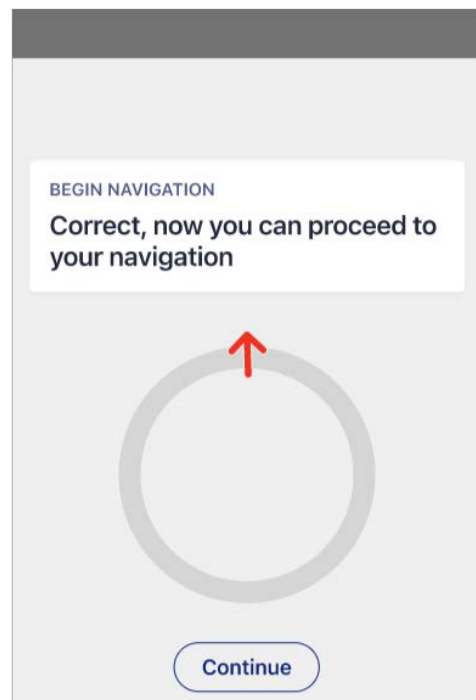 BEGIN NAVIGATION
Correct, now you can proceed to
your navigation
Continue